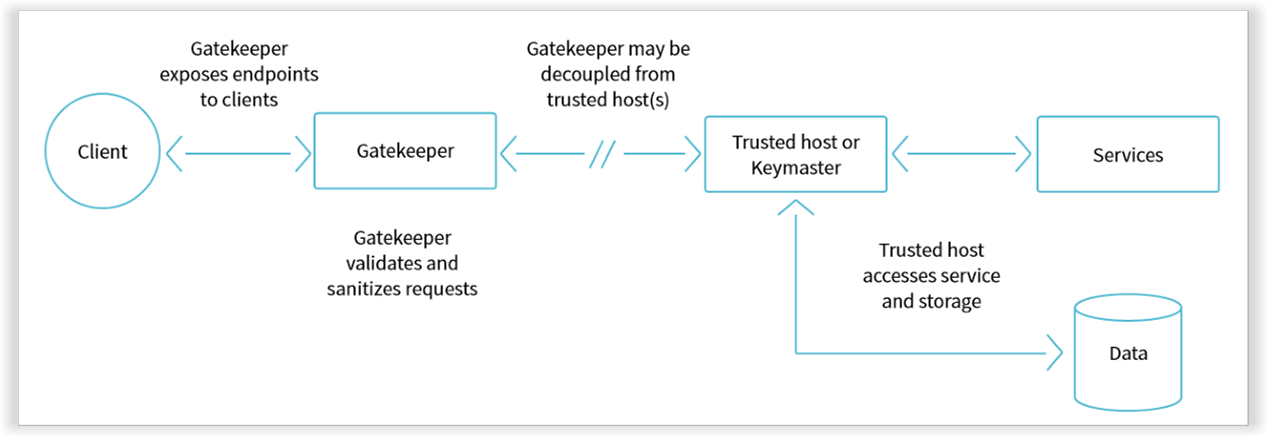 Gatekeeper
exposes endpoints
to clients
Gatekeeper may be
decoupled from
trusted host(s)
Client
Gatekeeper
Trusted host or
Keymaster
Services
Gatekeeper
validates and
sanitizes requests
Trusted host
accesses service
and storage
Data